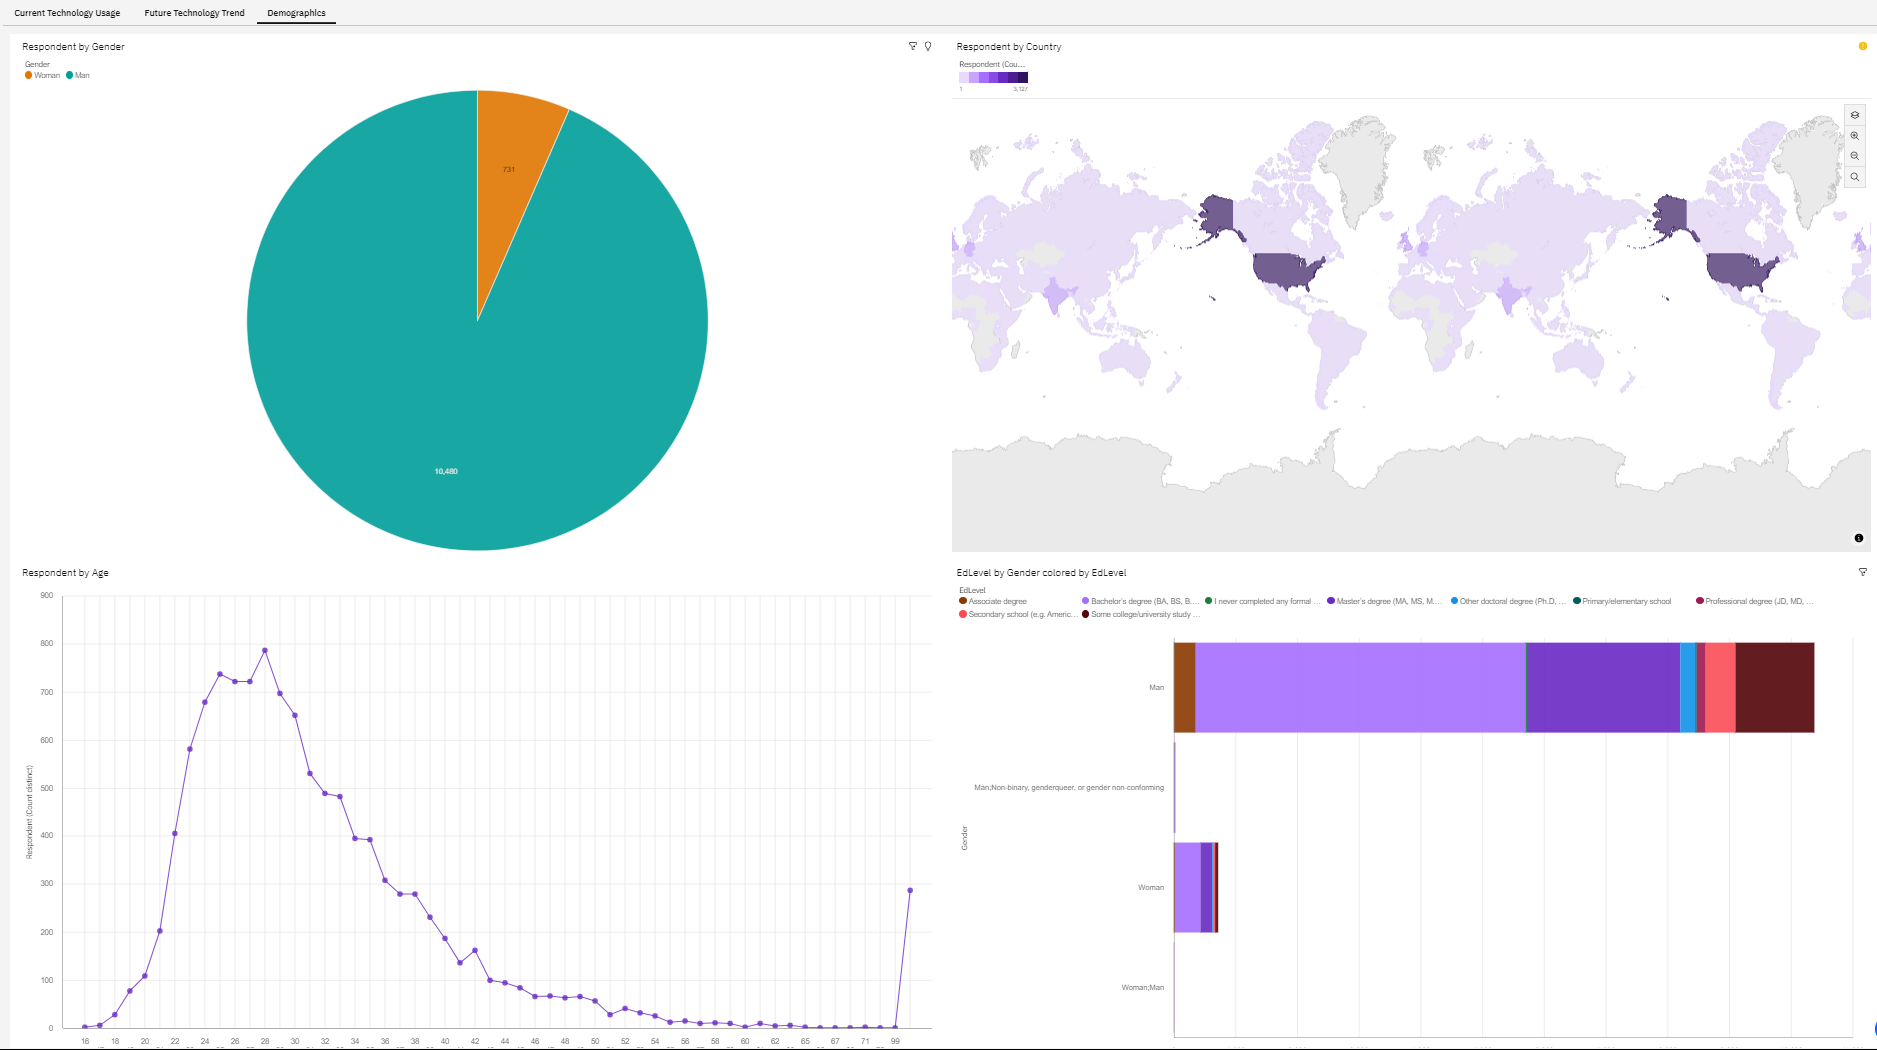 Current Technology Usage Future Technology Trend Demographics
Respondent by Gender
Gender
Woman Man
731
10,480
Respondent by Country
Respondent (Cou...
1 3,127
Respondent by Age
Respondent (Count distinct)
900
800
700
600
500
400
300
200
100
0
16 18 20 22 24 26 28 30 32 34 36 38 40 42 44 46 48 50 52 54 56 58 60 62 65 67 71 99
EdLevel by Gender colored by EdLevel
EdLevel
Associate degree Bachelor's degree (BA, BS, B.... I never completed any formal ... Master's degree (MA, MS, M.... Other doctoral degree (Ph.D, ... Primary/elementary school Professional degree (JD, MD, ...
Secondary school (e.g. Americ... Some college/university study ...
Gender
Man
Man;Non-binary, genderqueer, or gender non-conforming
Woman
Woman;Man